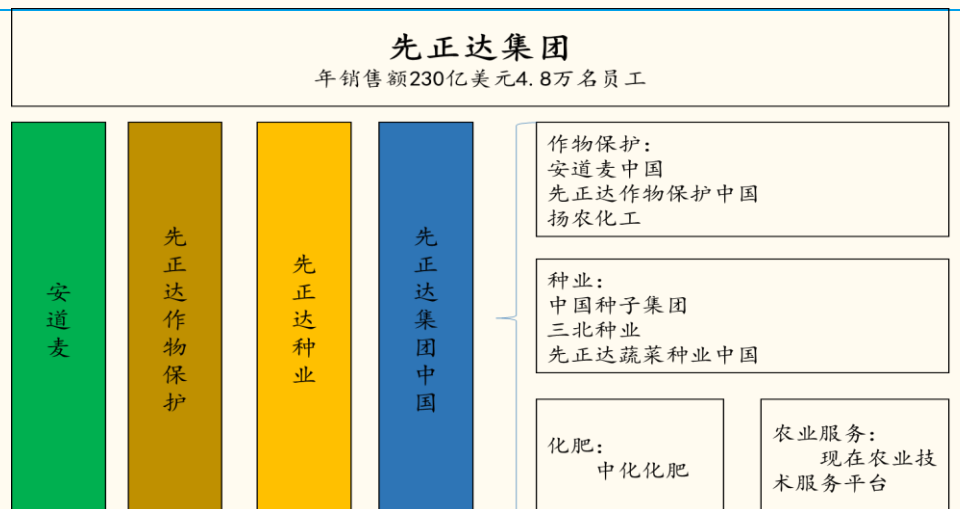 先正达集团
年销售额230亿美元4.8万名员工
安道麦
先正达作物保护
先正达种业
先正达集团中国
作物保护：
安道麦中国
先正达作物保护中国
扬农化工
种业：
中国种子集团
三北种业
先正达蔬菜种业中国
化肥：
中化化肥
农业服务：
现在农业技
术服务平台